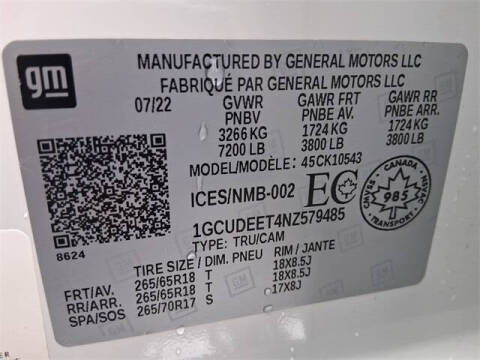 gm
MANUFACTURED BY GENERAL MOTORS LLC
FABRIQUÉ PAR GENERAL MOTORS LLC
07/22 GVWR GAWR FRT GAWR RR
PNBV PNBE AV. PNBE ARR.
3266 KG 1724 KG 1724 KG
7200 LB 3800 LB 3800 LB
MODEL/MODÈLE: 45CK10543
ICES/NMB-002 EC
CANADA
985
TRANSPORT
1GCUDEET4NZ579485
TYPE: TRU/CAM
8624
TIRE SIZE / DIM. PNEU RIM / JANTE
FRT/AV. 265/65R18 T 18X8.5J
RR/ARR. 265/65R18 T 18X8.5J
SPA/SOS 265/70R17 S 17X8J